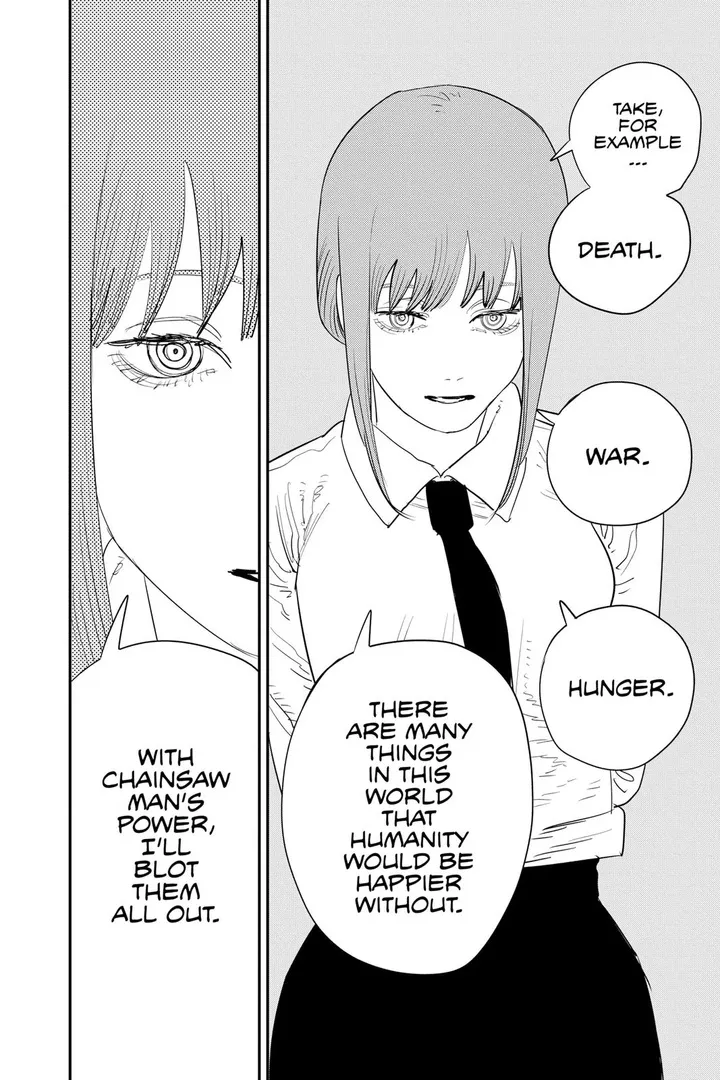 TAKE,
FOR
EXAMPLE
...
DEATH.
WAR.
HUNGER.
THERE
ARE MANY
THINGS
IN THIS
WORLD
THAT
HUMANITY
WOULD BE
HAPPIER
WITHOUT.
WITH
CHAINSAW
MAN'S
POWER,
I'LL
BLOT
THEM
ALL OUT.